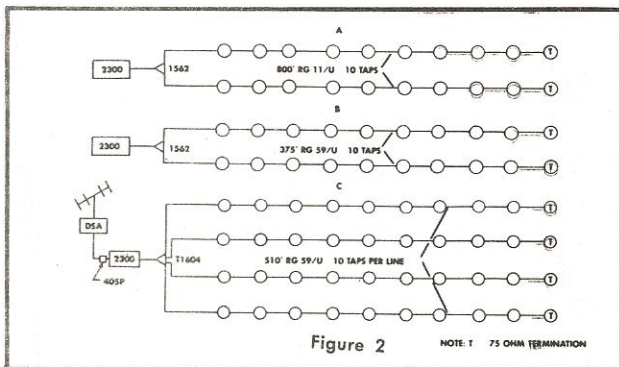 A
2300
1562
800' RG 11/U 10 TAPS
T
T
B
2300
1562
375' RG 59/U 10 TAPS
T
T
C
DSA
2300
T1604
405P
510' RG 59/U 10 TAPS PER LINE
T
T
T
T
Figure 2
NOTE: T 75 OHM TERMINATION